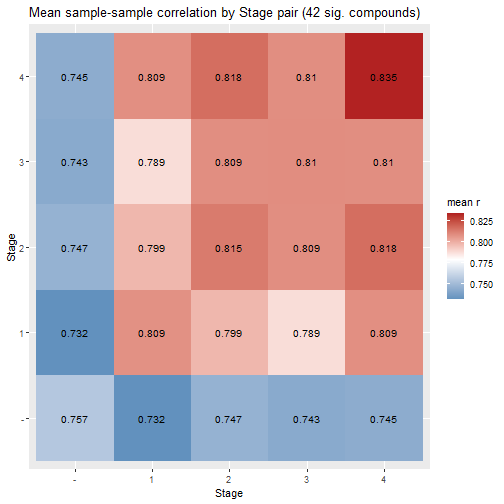 Mean sample-sample correlation by Stage pair (42 sig. compounds)
4 0.745 0.809 0.818 0.81 0.835
3 0.743 0.789 0.809 0.81 0.81
2 0.747 0.799 0.815 0.809 0.818
1 0.732 0.809 0.799 0.789 0.809
- 0.757 0.732 0.747 0.743 0.745
- 1 2 3 4
Stage
Stage
mean r
0.825
0.800
0.775
0.750